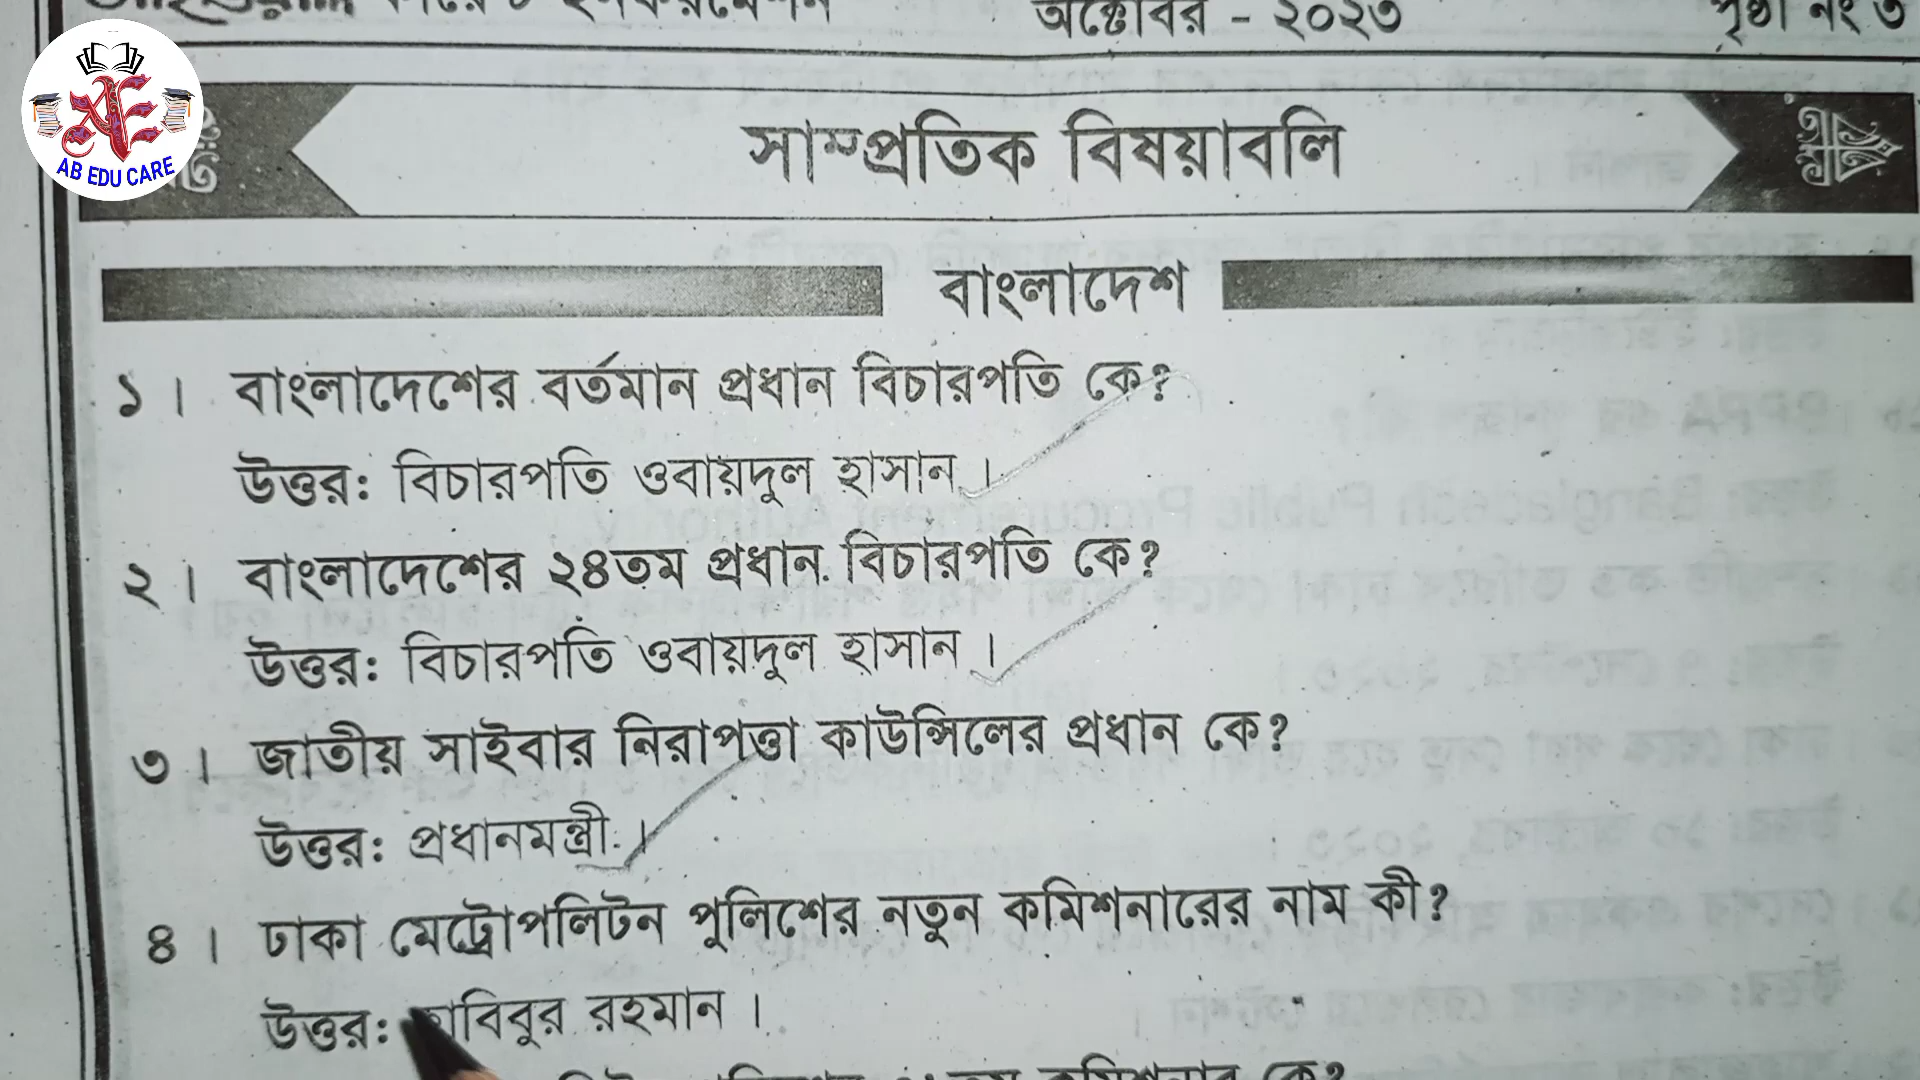 অক্টোবর - ২০২৩
পৃষ্ঠা নং ৩
AB EDU CARE
সাম্প্রতিক বিষয়াবলি
বাংলাদেশ
১। বাংলাদেশের বর্তমান প্রধান বিচারপতি কে?
উত্তর: বিচারপতি ওবায়দুল হাসান।
২। বাংলাদেশের ২৪তম প্রধান বিচারপতি কে?
উত্তর: বিচারপতি ওবায়দুল হাসান।
৩। জাতীয় সাইবার নিরাপত্তা কাউন্সিলের প্রধান কে?
উত্তর: প্রধানমন্ত্রী।
৪। ঢাকা মেট্রোপলিটন পুলিশের নতুন কমিশনারের নাম কী?
উত্তর: হাবিবুর রহমান।